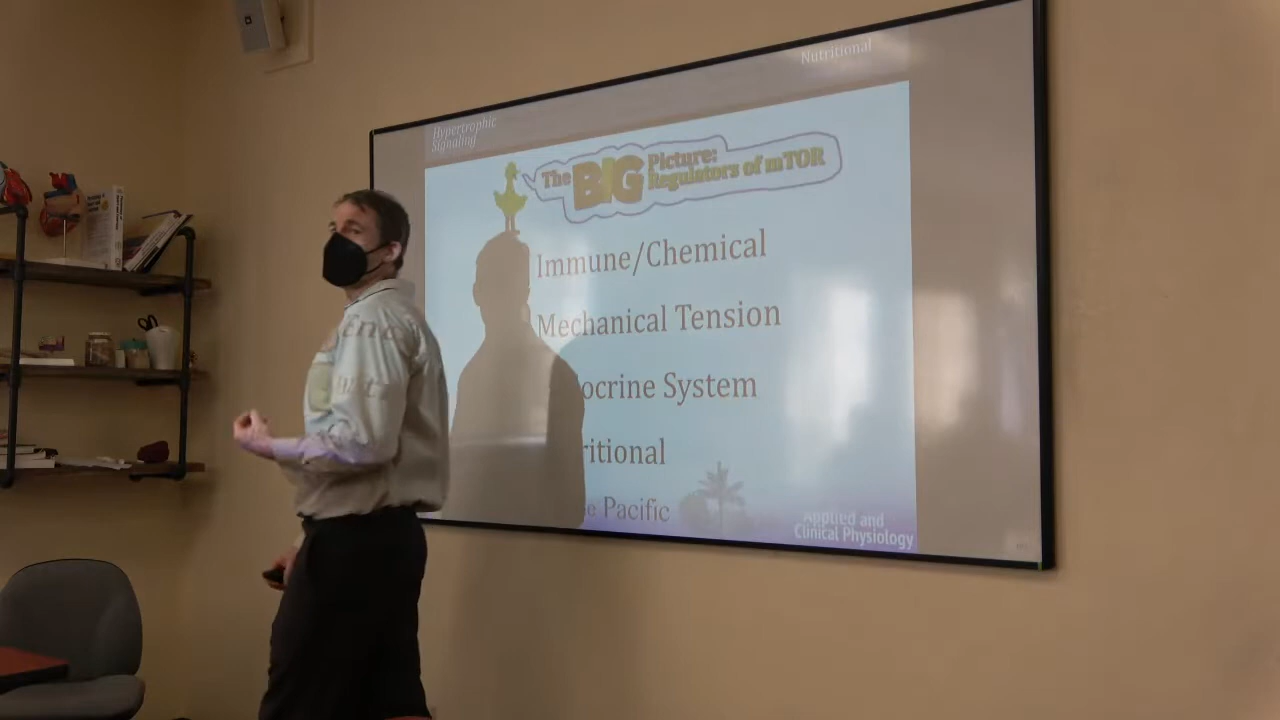 Nutritional
Hypertrophic
Signaling
The BIG Picture:
Regulators of mTOR
Immune/Chemical
Mechanical Tension
ocrine System
ritional
e Pacific
Applied and
Clinical Physiology